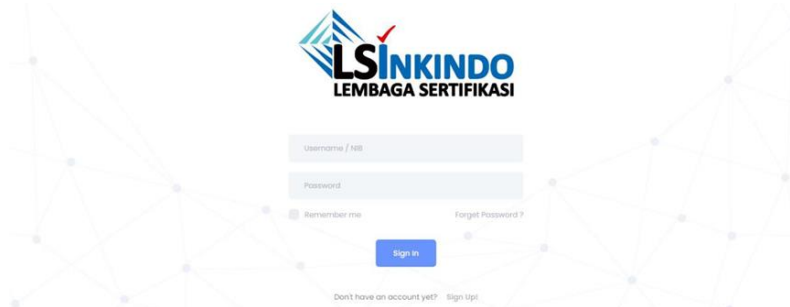 LSINKINDO
LEMBAGA SERTIFIKASI
Username / NIB
Password
Remember me Forget Password ?
Sign In
Don't have an account yet? Sign Up!